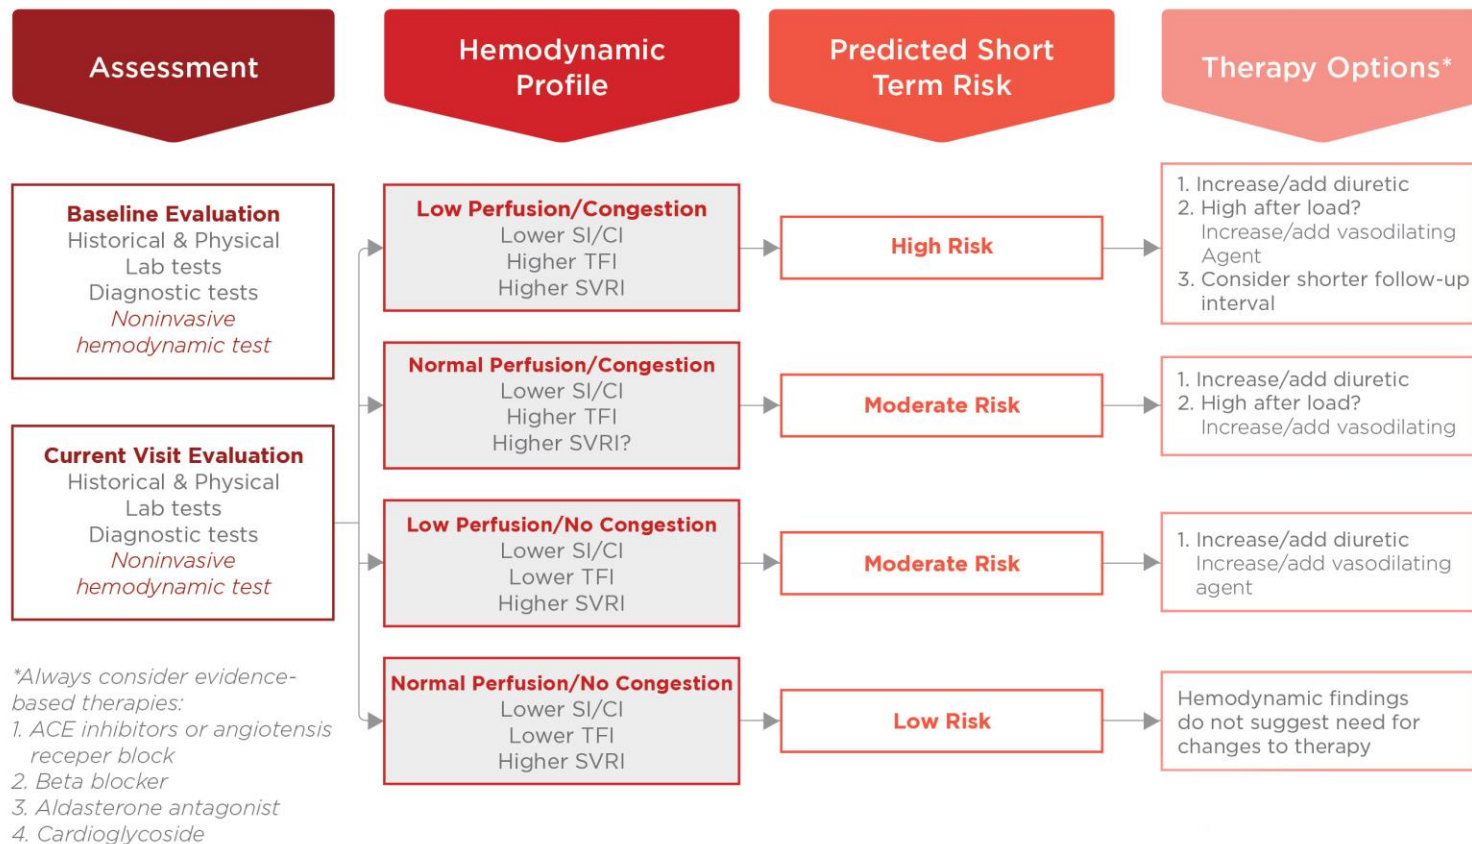 Assessment
Hemodynamic
Profile
Predicted Short
Term Risk
Therapy Options*
Baseline Evaluation
Historical & Physical
Lab tests
Diagnostic tests
Noninvasive
hemodynamic test
Current Visit Evaluation
Historical & Physical
Lab tests
Diagnostic tests
Noninvasive
hemodynamic test
*Always consider evidence-
based therapies:
1. ACE inhibitors or angiotensis
receper block
2. Beta blocker
3. Aldasterone antagonist
4. Cardioglycoside
Low Perfusion/Congestion
Lower SI/CI
Higher TFI
Higher SVRI
High Risk
1. Increase/add diuretic
2. High after load?
Increase/add vasodilating
Agent
3. Consider shorter follow-up
interval
Normal Perfusion/Congestion
Lower SI/CI
Higher TFI
Higher SVRI?
Moderate Risk
1. Increase/add diuretic
2. High after load?
Increase/add vasodilating
Low Perfusion/No Congestion
Lower SI/CI
Lower TFI
Higher SVRI
Moderate Risk
1. Increase/add diuretic
Increase/add vasodilating
agent
Normal Perfusion/No Congestion
Lower SI/CI
Lower TFI
Higher SVRI
Low Risk
Hemodynamic findings
do not suggest need for
changes to therapy